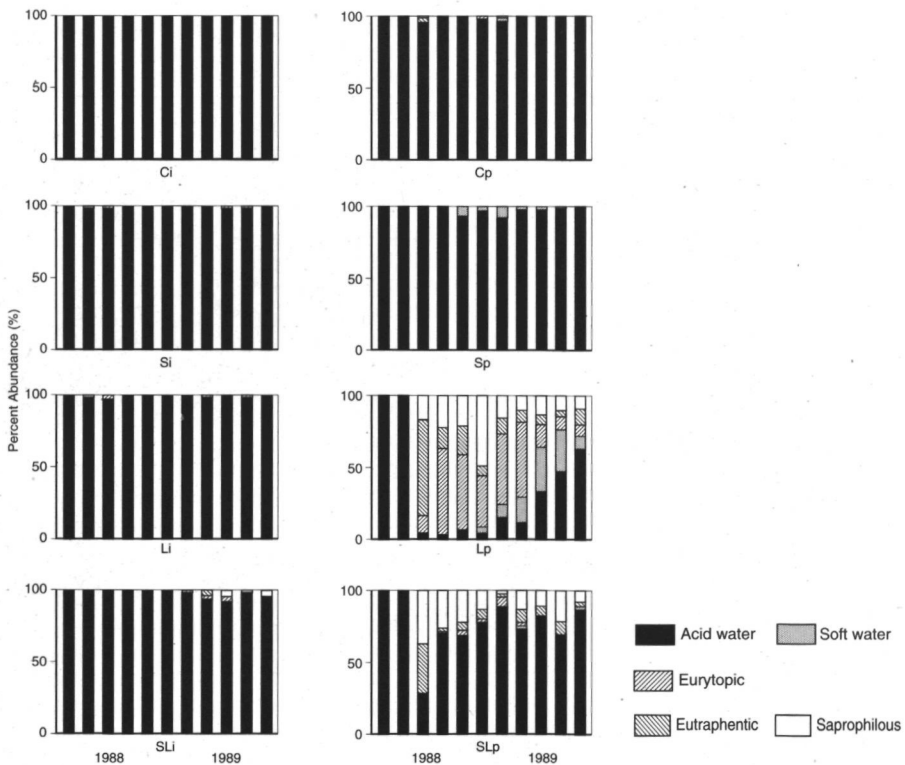 Percent Abundance (%)
100
50
0
Ci
100
50
0
Cp
100
50
0
Si
100
50
0
Sp
100
50
0
Li
100
50
0
Lp
100
50
0
SLi
1988
1989
100
50
0
SLp
1988
1989
Acid water
Soft water
Eurytopic
Eutraphentic
Saprophilous